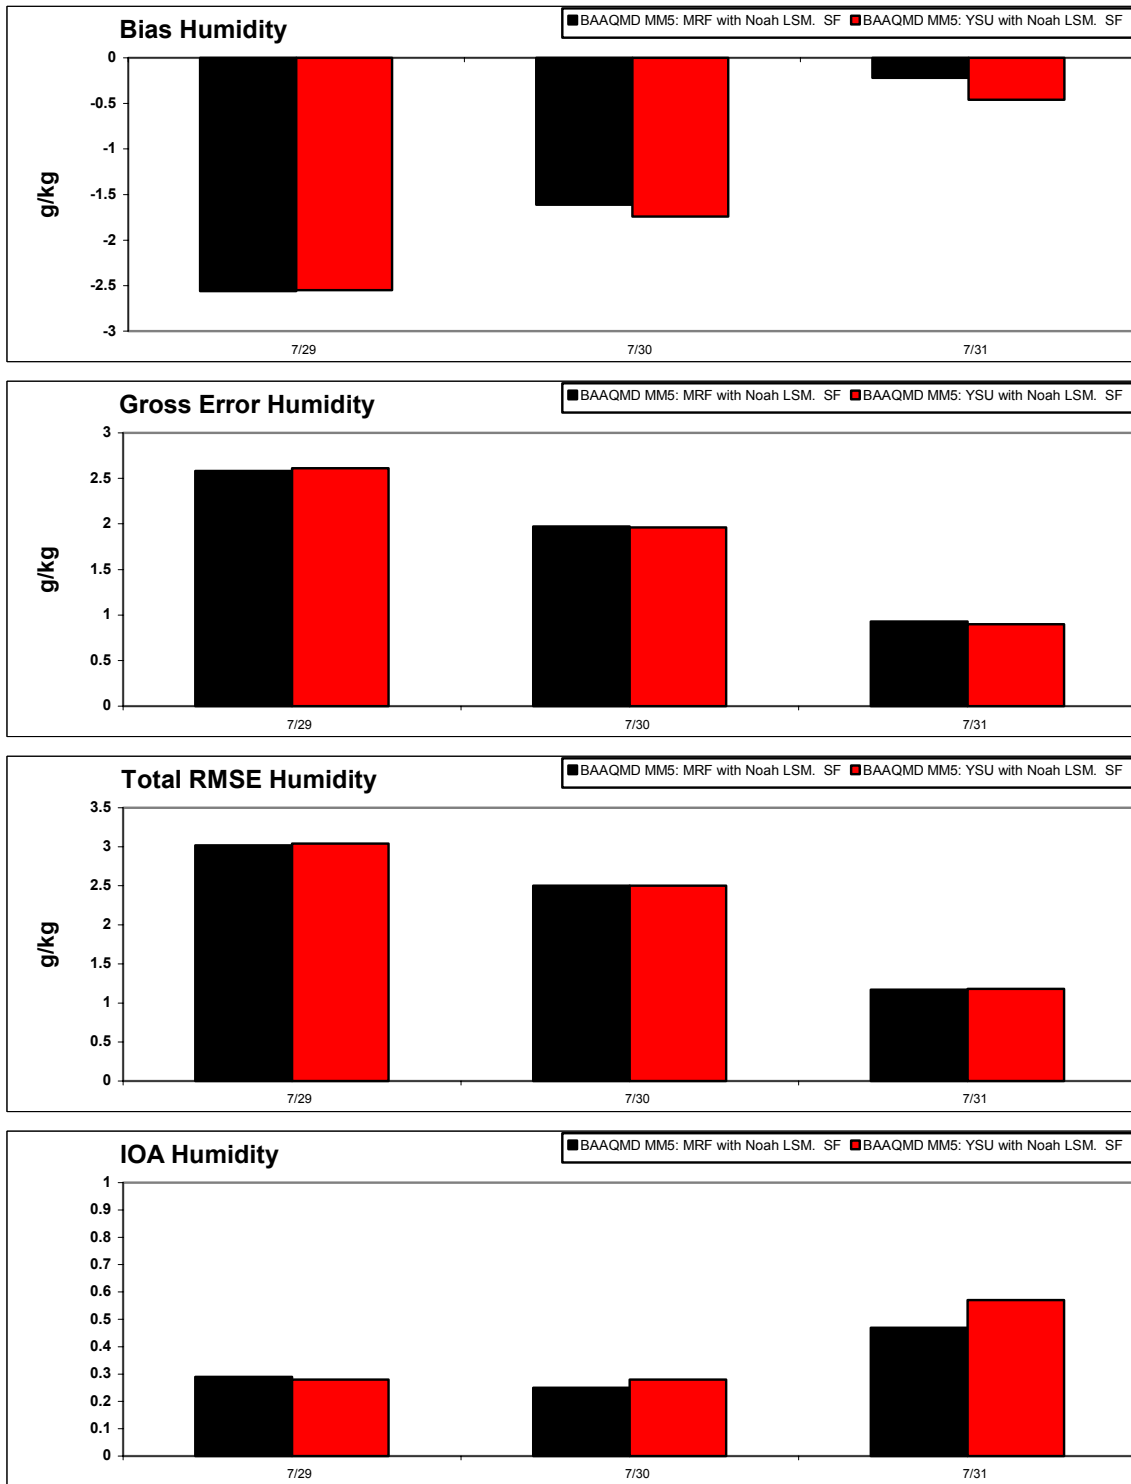 Bias Humidity
BAAQMD MM5: MRF with Noah LSM. SF BAAQMD MM5: YSU with Noah LSM. SF
0
-0.5
-1
-1.5
-2
-2.5
-3
g/kg
7/29 7/30 7/31
Gross Error Humidity
BAAQMD MM5: MRF with Noah LSM. SF BAAQMD MM5: YSU with Noah LSM. SF
3
2.5
2
1.5
1
0.5
0
g/kg
7/29 7/30 7/31
Total RMSE Humidity
BAAQMD MM5: MRF with Noah LSM. SF BAAQMD MM5: YSU with Noah LSM. SF
3.5
3
2.5
2
1.5
1
0.5
0
g/kg
7/29 7/30 7/31
IOA Humidity
BAAQMD MM5: MRF with Noah LSM. SF BAAQMD MM5: YSU with Noah LSM. SF
1
0.9
0.8
0.7
0.6
0.5
0.4
0.3
0.2
0.1
0
7/29 7/30 7/31